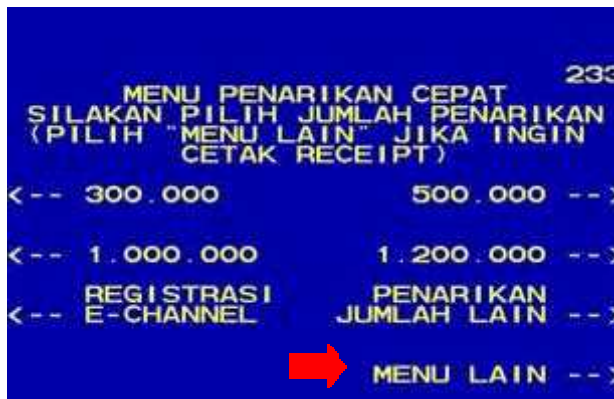 233
MENU PENARIKAN CEPAT
SILAKAN PILIH JUMLAH PENARIKAN
(PILIH "MENU LAIN" JIKA INGIN
CETAK RECEIPT)
<-- 300.000 500.000 -->
<-- 1.000.000 1.200.000 -->
REGISTRASI PENARIKAN
<-- E-CHANNEL JUMLAH LAIN -->
MENU LAIN -->